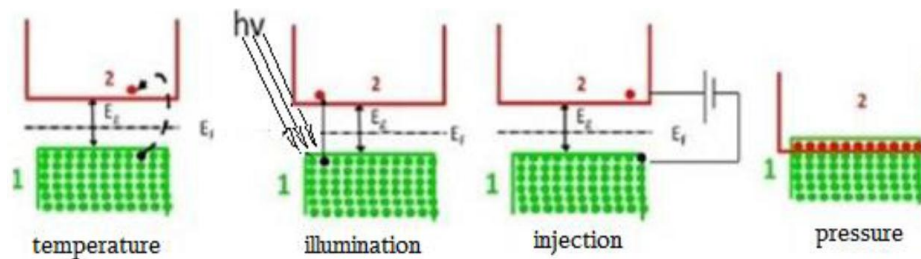 hν
2
2
2
2
E_g
E_g
E_g
E_f
E_f
E_f
1
1
1
1
temperature
illumination
injection
pressure